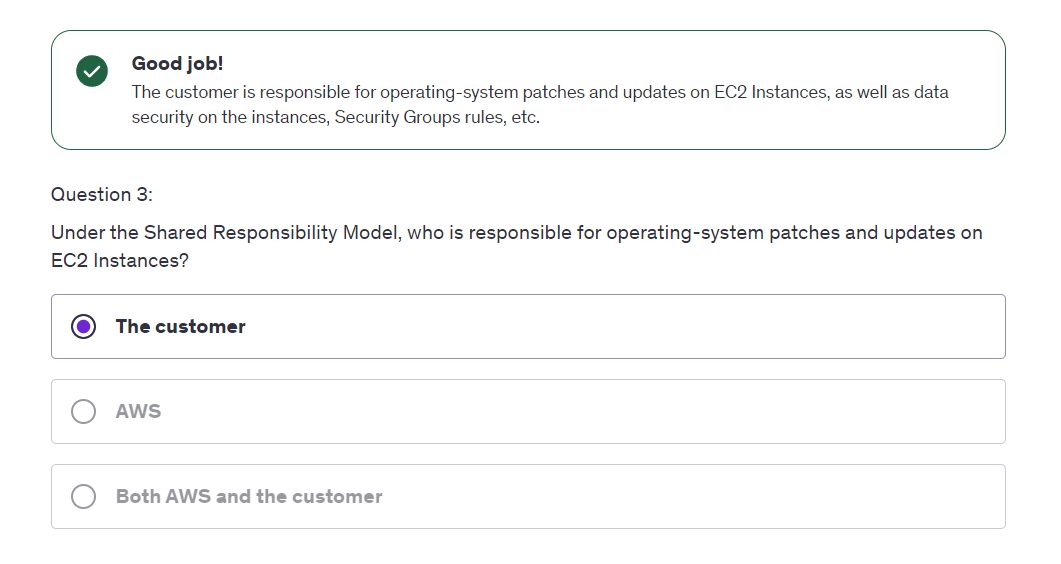 Good job!
The customer is responsible for operating-system patches and updates on EC2 Instances, as well as data
security on the instances, Security Groups rules, etc.
Question 3:
Under the Shared Responsibility Model, who is responsible for operating-system patches and updates on
EC2 Instances?
The customer
AWS
Both AWS and the customer